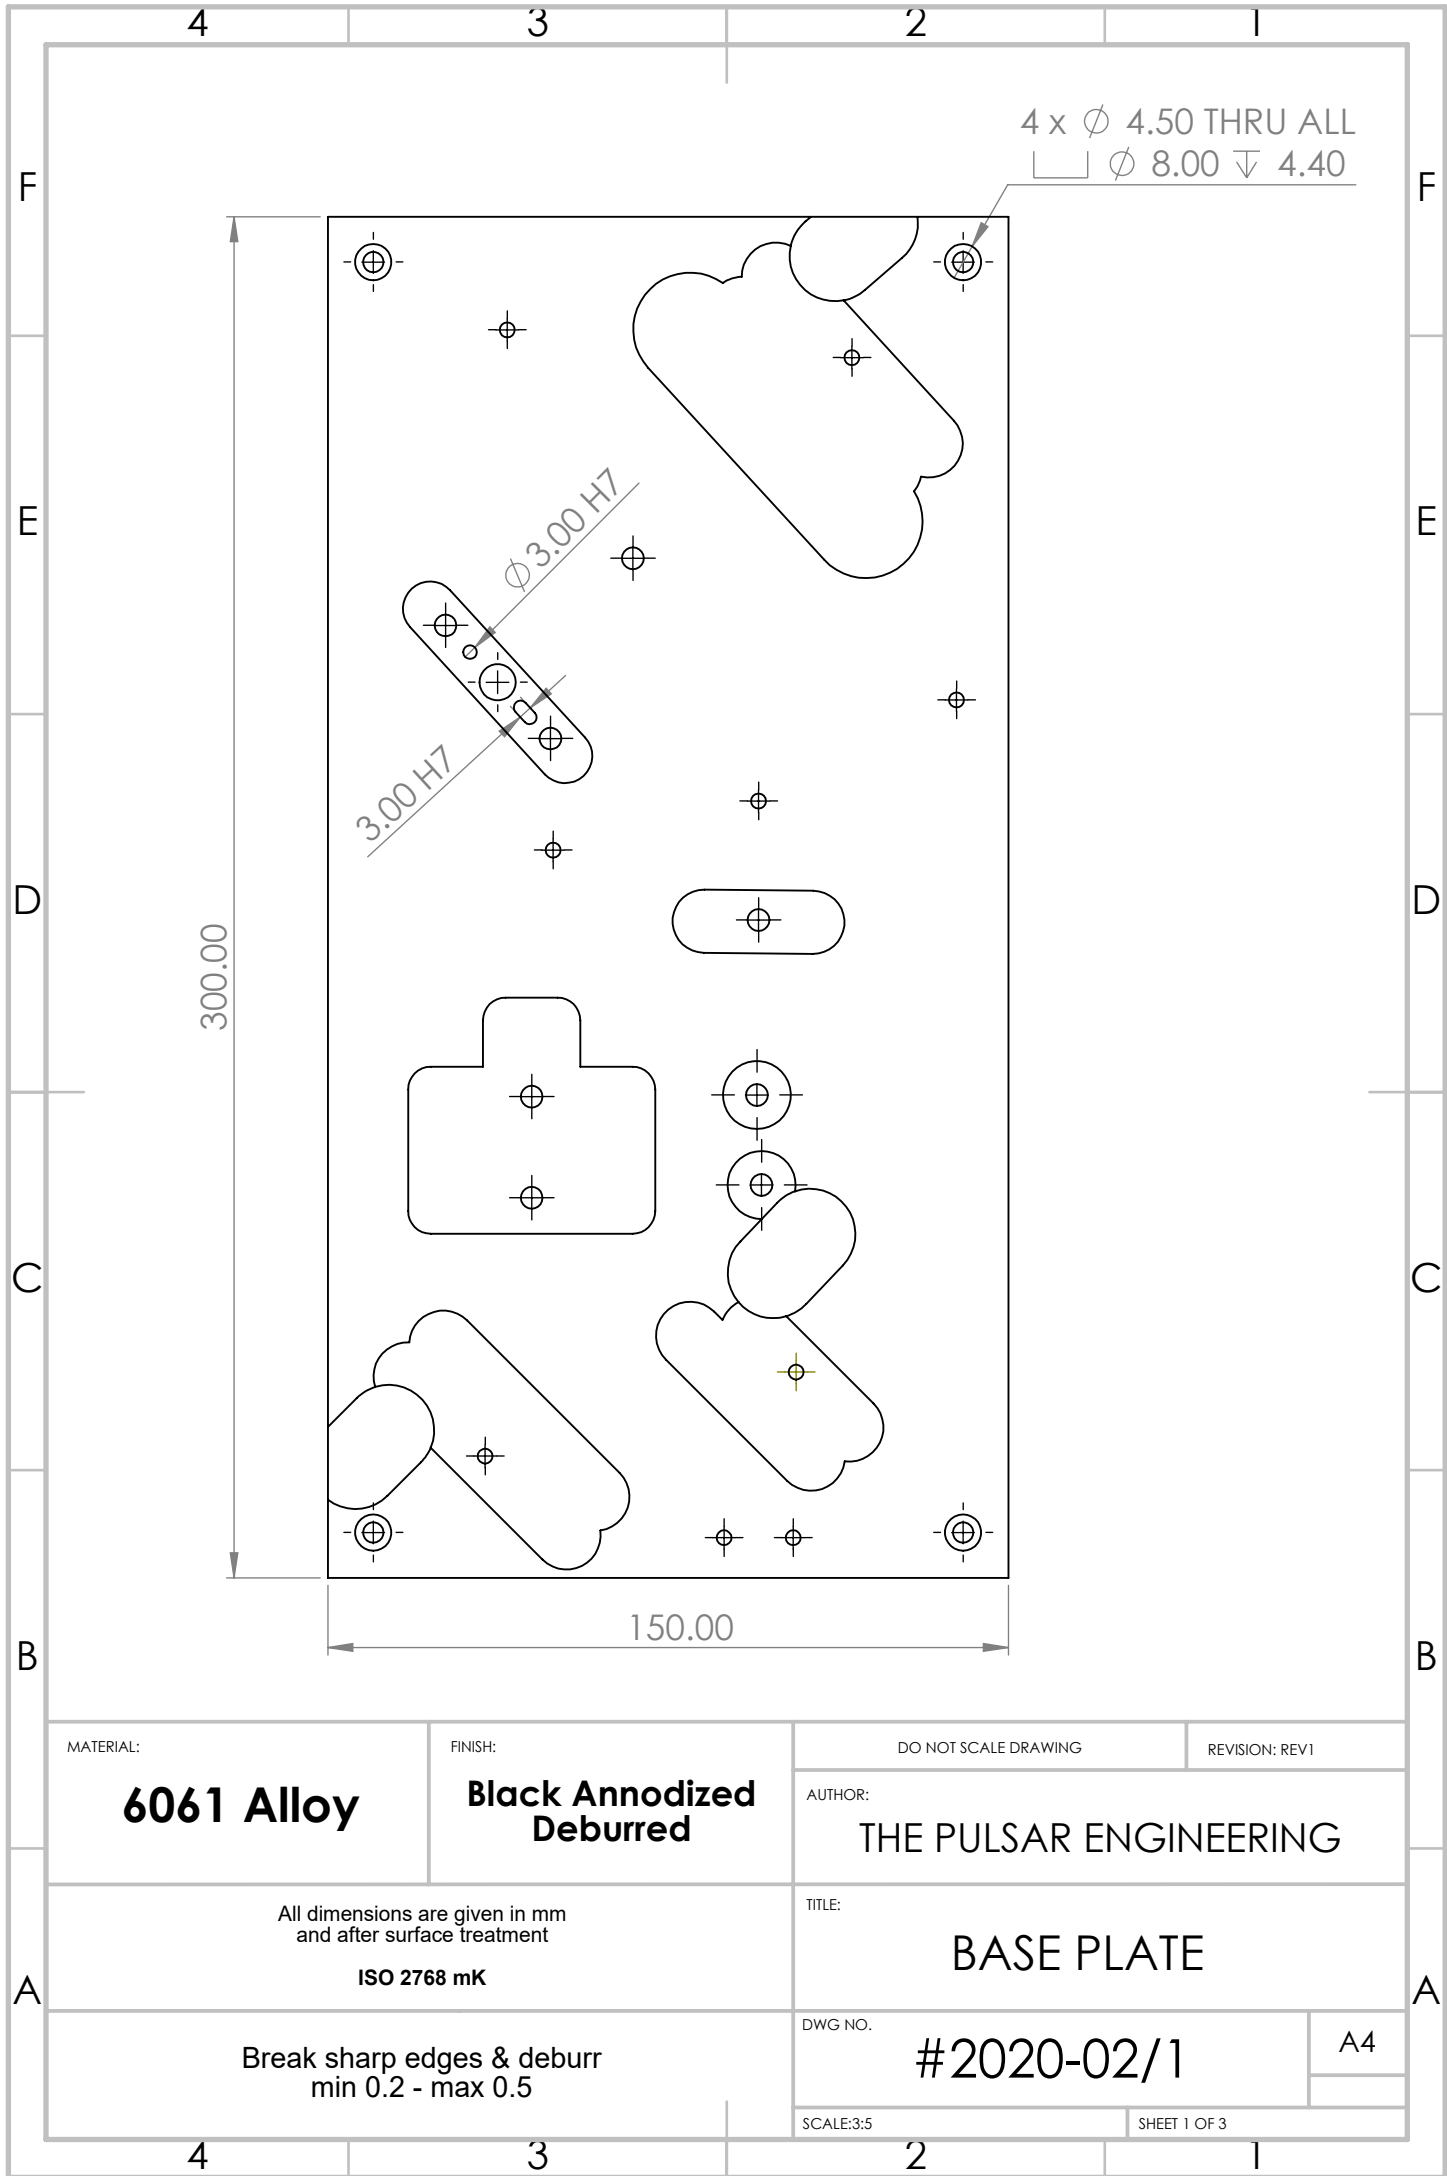 4 3 2 1
4 x ⌀ 4.50 THRU ALL
⌴ ⌀ 8.00 ↧ 4.40
F F
E E
⌀ 3.00 H7
3.00 H7
D D
300.00
C C
150.00
B B
MATERIAL:
6061 Alloy
FINISH:
Black Annodized
Deburred
DO NOT SCALE DRAWING
REVISION: REV1
AUTHOR:
THE PULSAR ENGINEERING
All dimensions are given in mm
and after surface treatment
ISO 2768 mK
TITLE:
BASE PLATE
A A
Break sharp edges & deburr
min 0.2 - max 0.5
DWG NO.
#2020-02/1
A4
SCALE:3:5
SHEET 1 OF 3
4 3 2 1